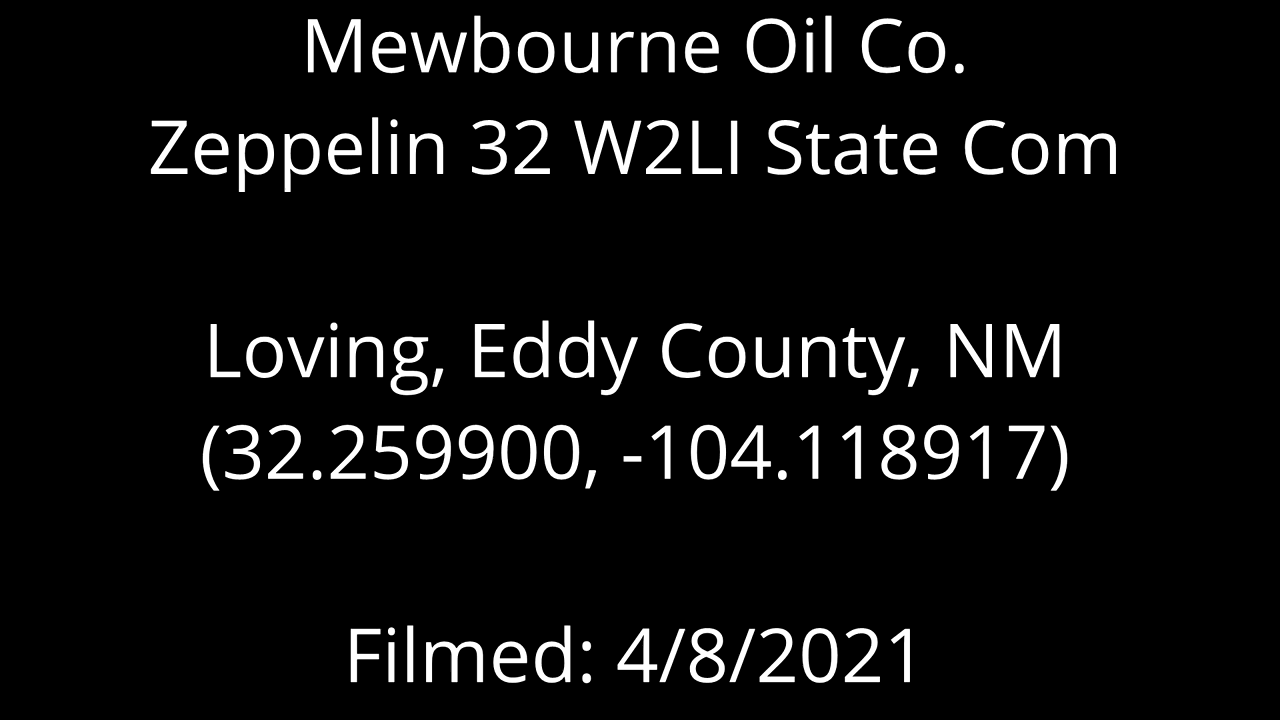 Mewbourne Oil Co.
Zeppelin 32 W2LI State Com
Loving, Eddy County, NM
(32.259900, -104.118917)
Filmed: 4/8/2021